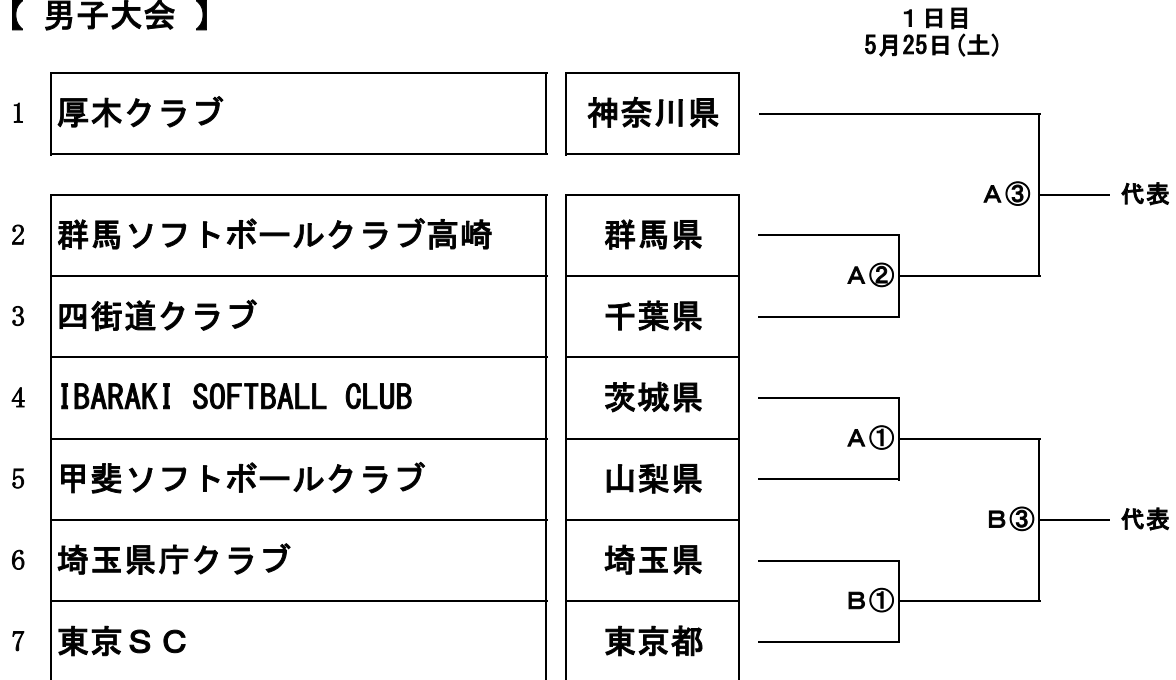 【 男子大会 】
１日目
5月25日(土)
1 厚木クラブ 神奈川県
A③ 代表
2 群馬ソフトボールクラブ高崎 群馬県
A②
3 四街道クラブ 千葉県
4 IBARAKI SOFTBALL CLUB 茨城県
A①
5 甲斐ソフトボールクラブ 山梨県
B③ 代表
6 埼玉県庁クラブ 埼玉県
B①
7 東京ＳＣ 東京都